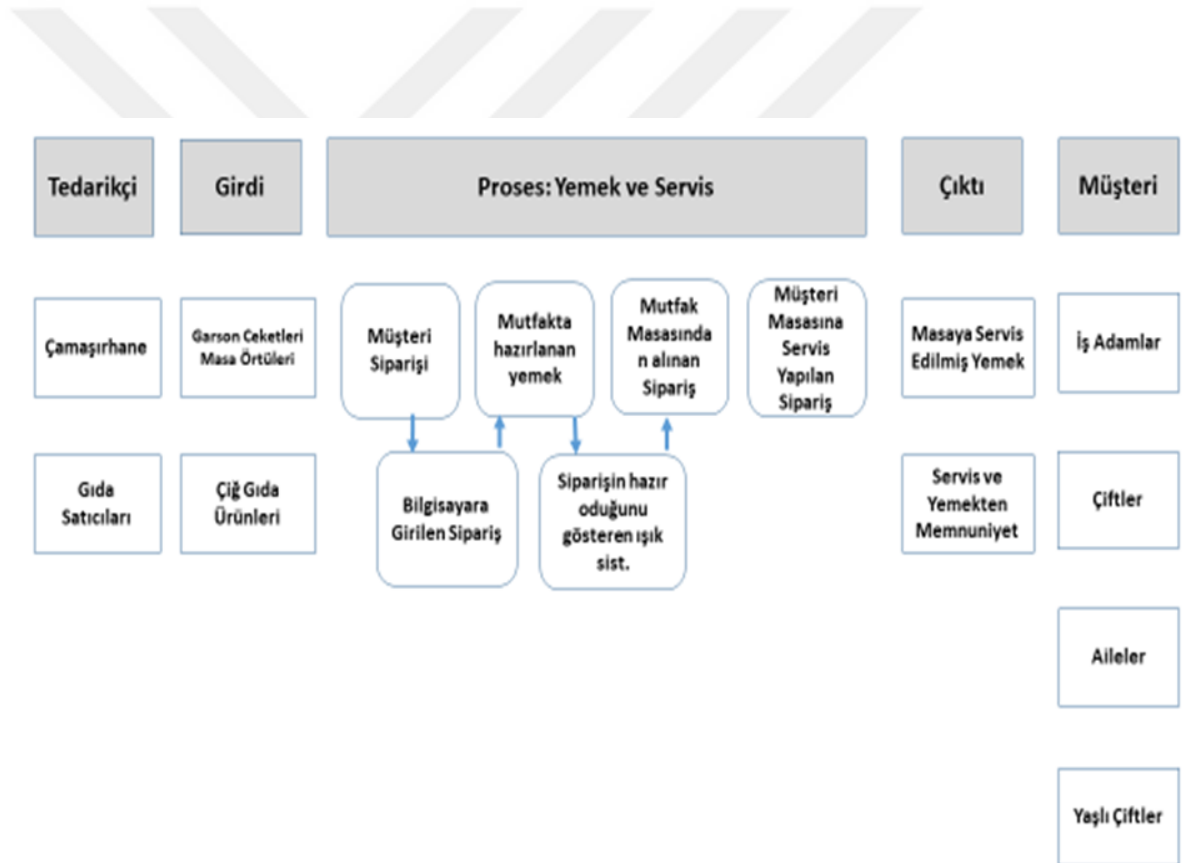 Tedarikçi
Girdi
Proses: Yemek ve Servis
Çıktı
Müşteri
Çamaşırhane
Garson Ceketleri
Masa Örtüleri
Müşteri
Siparişi
Mutfakta
hazırlanan
yemek
Mutfak
Masasında
n alınan
Sipariş
Müşteri
Masasına
Servis
Yapılan
Sipariş
Masaya Servis
Edilmiş Yemek
İş Adamlar
Gıda
Satıcıları
Çiğ Gıda
Ürünleri
Bilgisayara
Girilen Sipariş
Siparişin hazır
oduğunu
gösteren ışık
sist.
Servis ve
Yemekten
Memnuniyet
Çiftler
Aileler
Yaşlı Çiftler